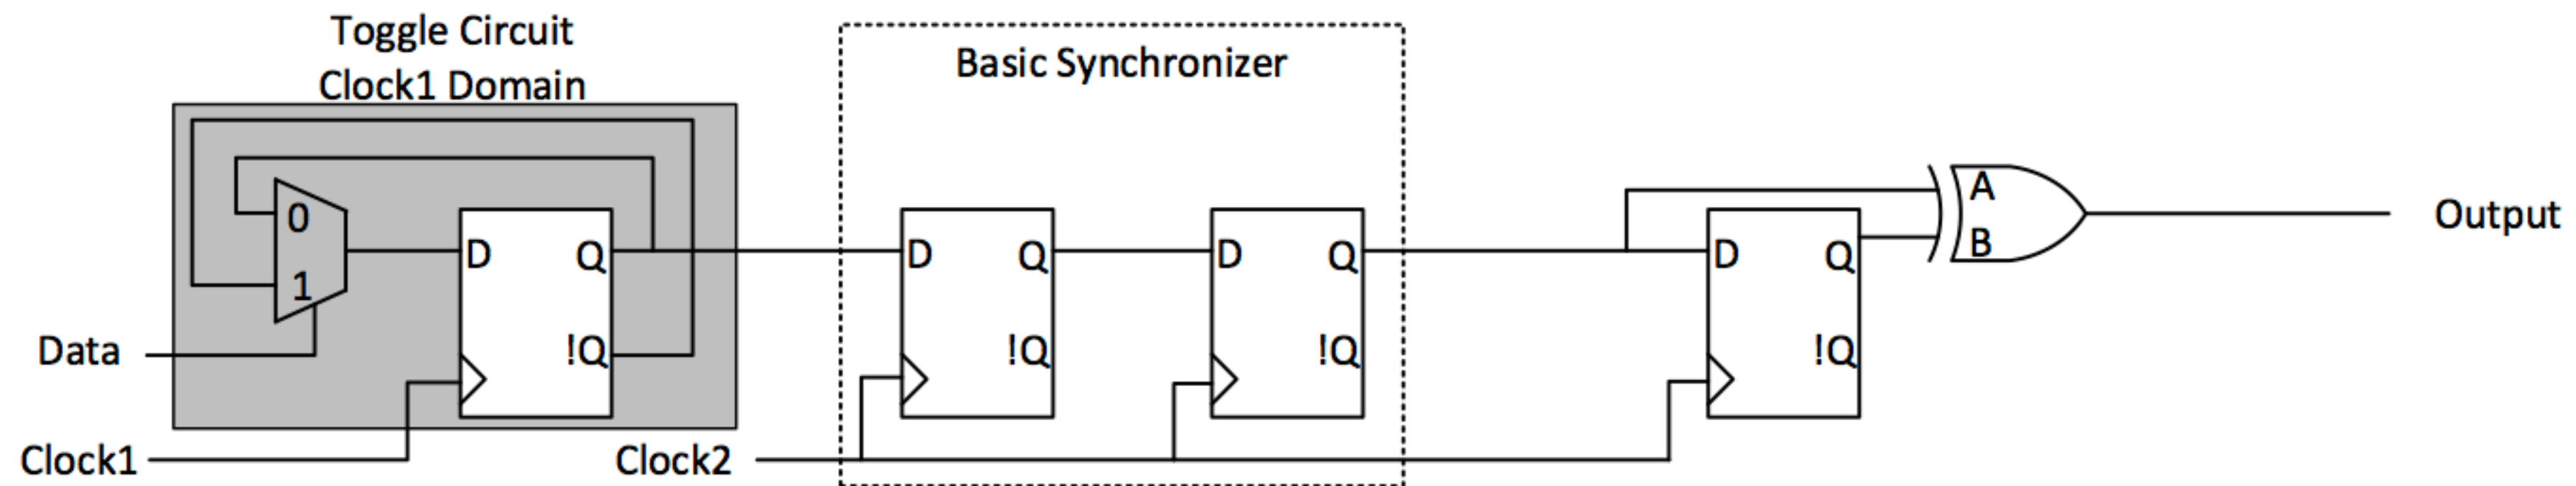 Toggle Circuit
Clock1 Domain
Basic Synchronizer
0
1
D Q
!Q
D Q
!Q
D Q
!Q
D Q
!Q
A
B
Output
Data
Clock1
Clock2